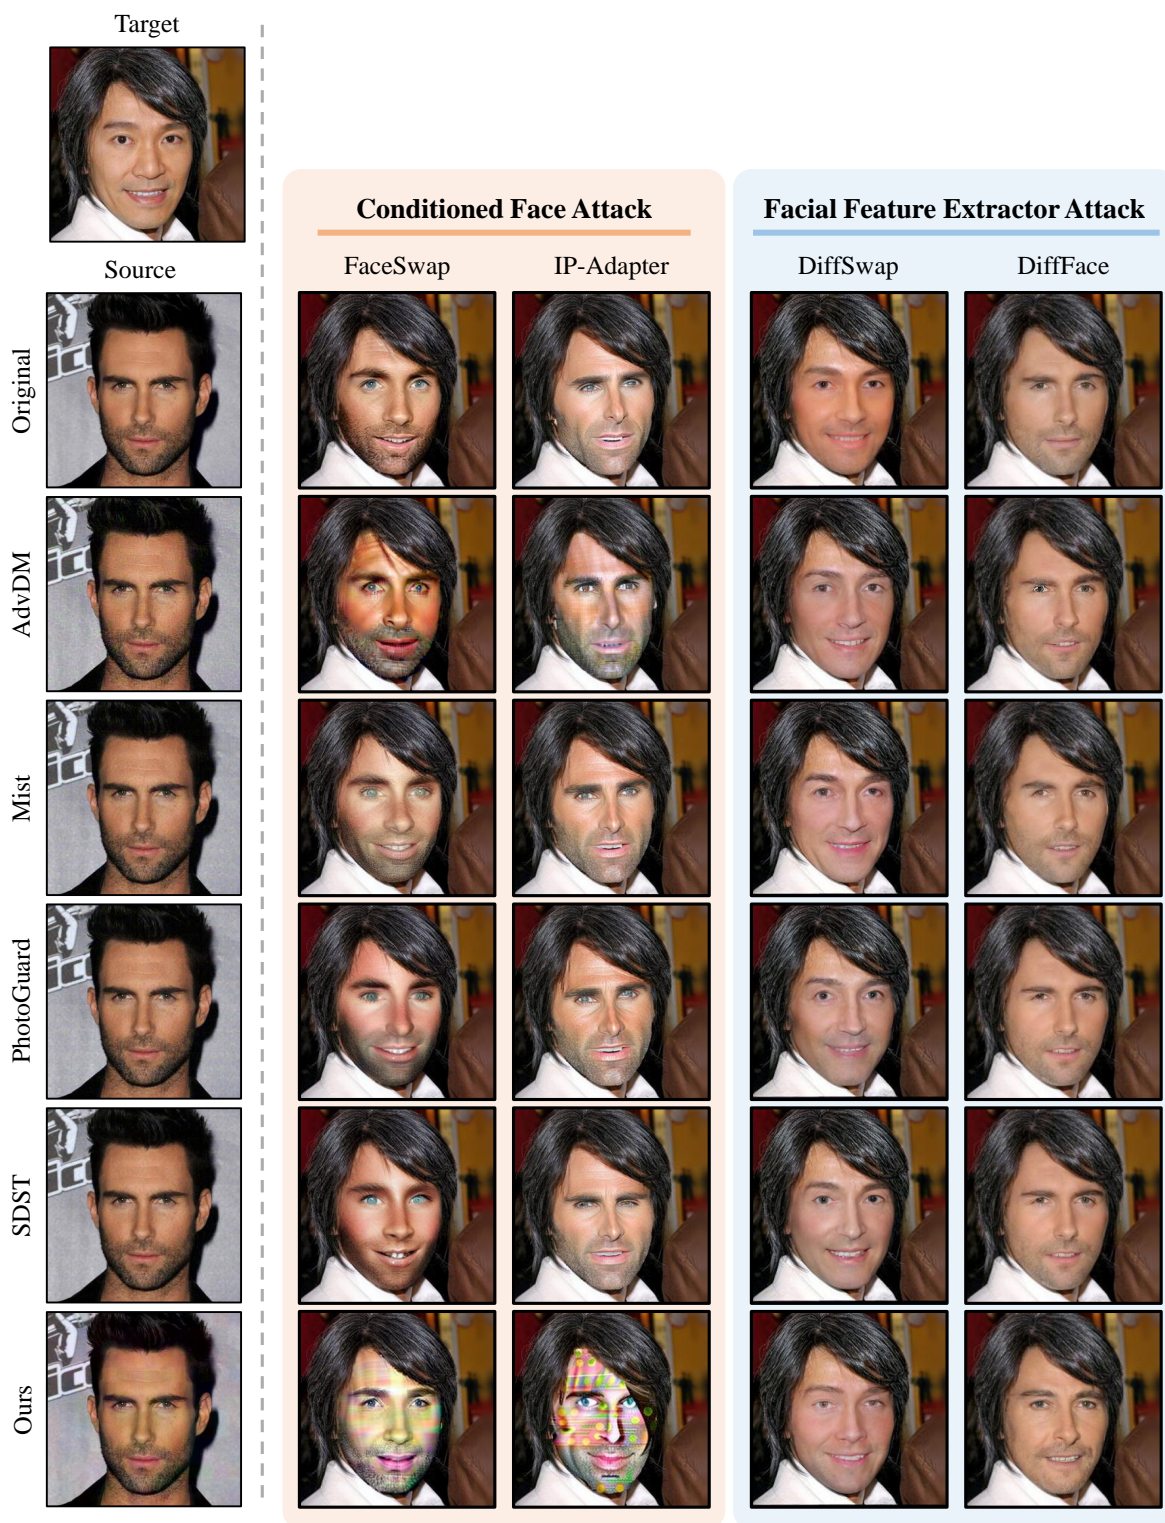 Target
Conditioned Face Attack
Facial Feature Extractor Attack
Source
FaceSwap
IP-Adapter
DiffSwap
DiffFace
Original
AdvDM
Mist
PhotoGuard
SDST
Ours